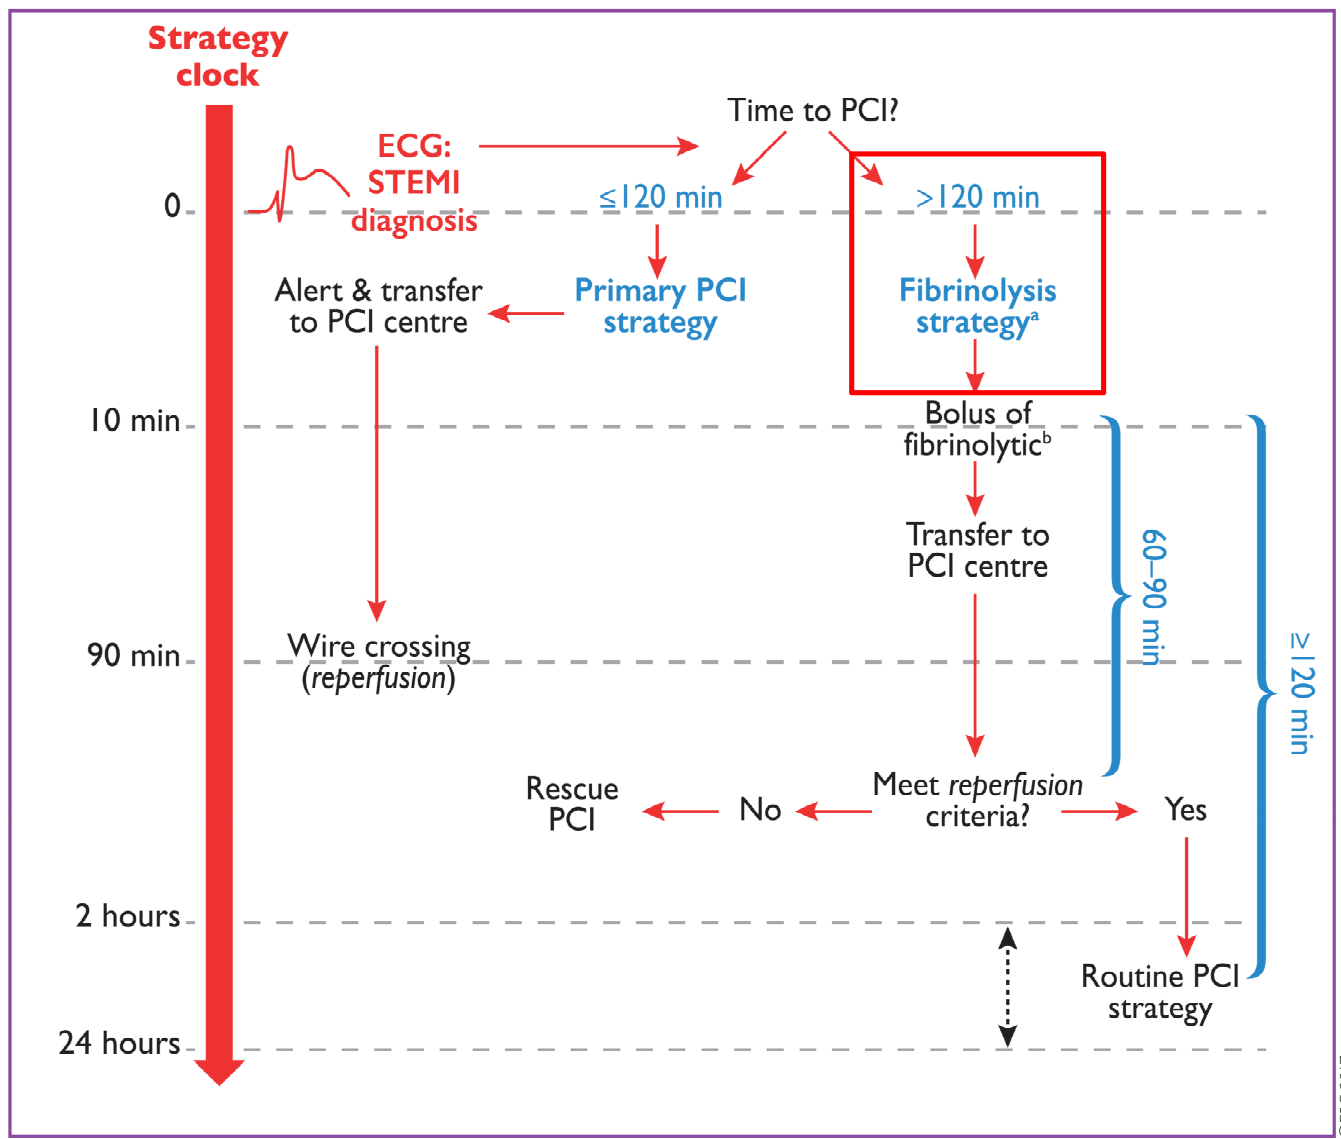 Strategy
clock
Time to PCI?
ECG:
STEMI
diagnosis
0
≤120 min
>120 min
Alert & transfer
to PCI centre
Primary PCI
strategy
Fibrinolysis
strategyᵃ
10 min
Bolus of
fibrinolyticᵇ
Transfer to
PCI centre
60–90 min
≥120 min
90 min
Wire crossing
(reperfusion)
Rescue
PCI
No
Meet reperfusion
criteria?
Yes
2 hours
Routine PCI
strategy
24 hours